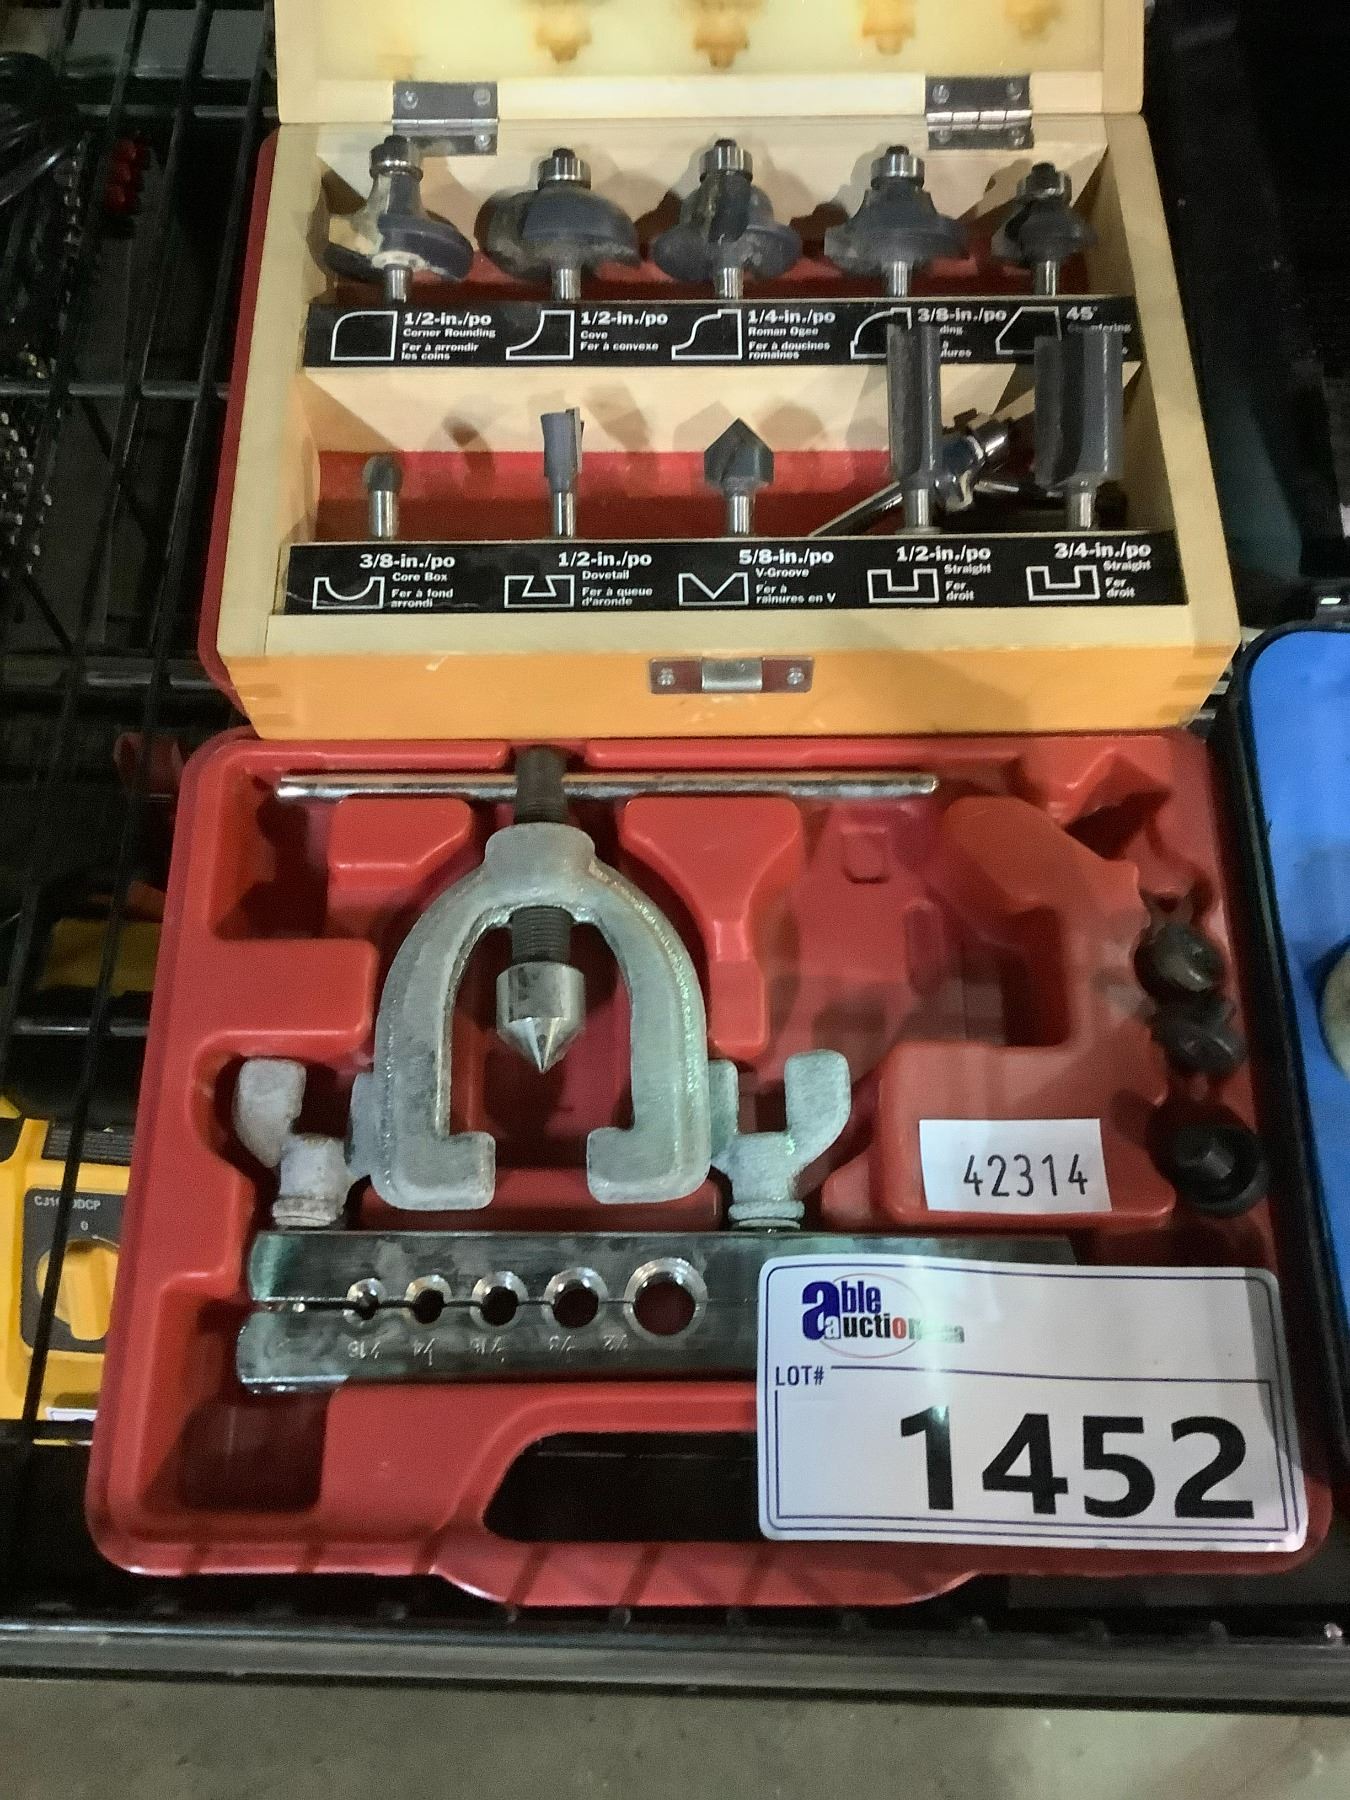 1/2-in./po
Corner Rounding
Fer à arrondir
les coins
1/2-in./po
Cove
Fer à convexe
1/4-in./po
Roman Ogee
Fer à doucines
romaines
3/8-in./po
45°
3/8-in./po
Core Box
Fer à fond
arrondi
1/2-in./po
Dovetail
Fer à queue
d'aronde
5/8-in./po
V-Groove
Fer à
rainures en V
1/2-in./po
Straight
Fer
droit
3/4-in./po
Straight
Fer
droit
42314
able
auction
LOT#
1452
0